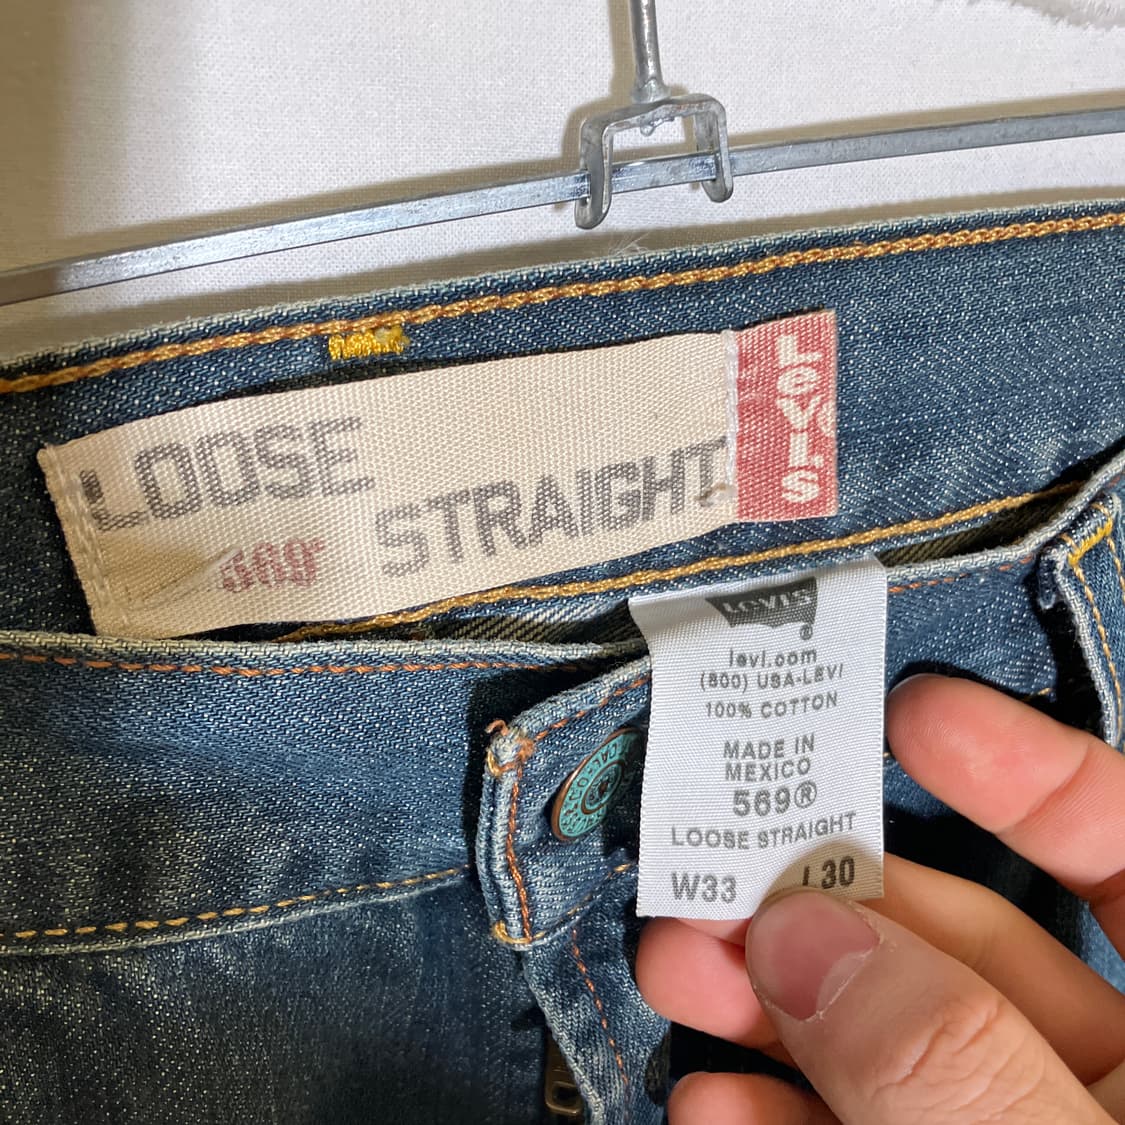 LOOSE
STRAIGHT
569®
Levi's
LEVI'S
®
levi.com
(800) USA-LEVI
100% COTTON
MADE IN
MEXICO
569®
LOOSE STRAIGHT
W33 L30